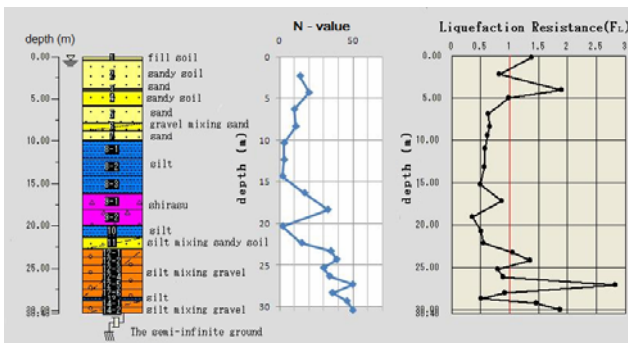 N - value
Liquefaction Resistance(FL)
depth (m)
0 50 100
0 0.5 1 1.5 2 2.5 3
0.00
5.00
10.00
15.00
20.00
25.00
fill soil
sandy soil
sand
sandy soil
sand
gravel mixing sand
sand
silt
shirasu
silt
silt mixing sandy soil
silt mixing gravel
silt
silt mixing gravel
The semi-infinite ground
10
0
5
10
15
20
25
30
depth (m)
0.00
5.00
10.00
15.00
20.00
25.00
depth (m)